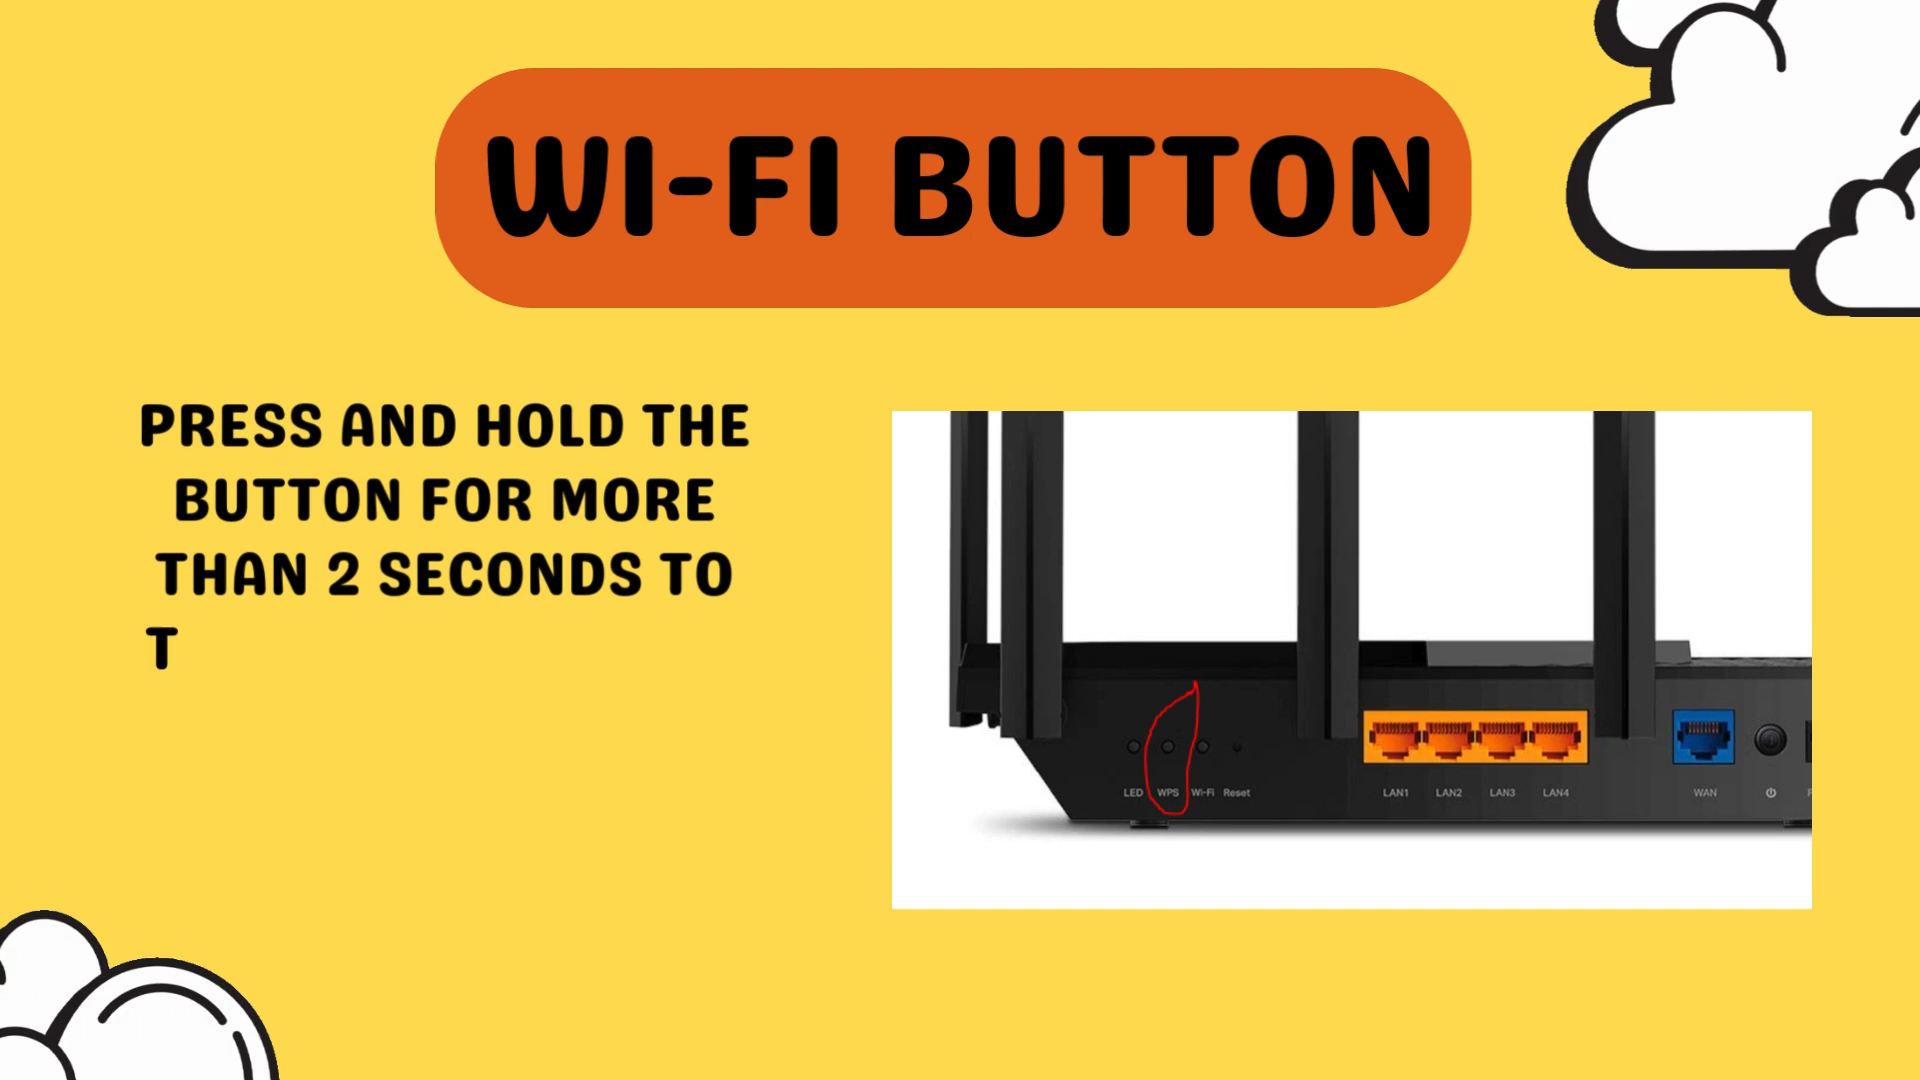 WI-FI BUTTON
PRESS AND HOLD THE
BUTTON FOR MORE
THAN 2 SECONDS TO
T
LED WPS Wi-Fi Reset LAN1 LAN2 LAN3 LAN4 WAN